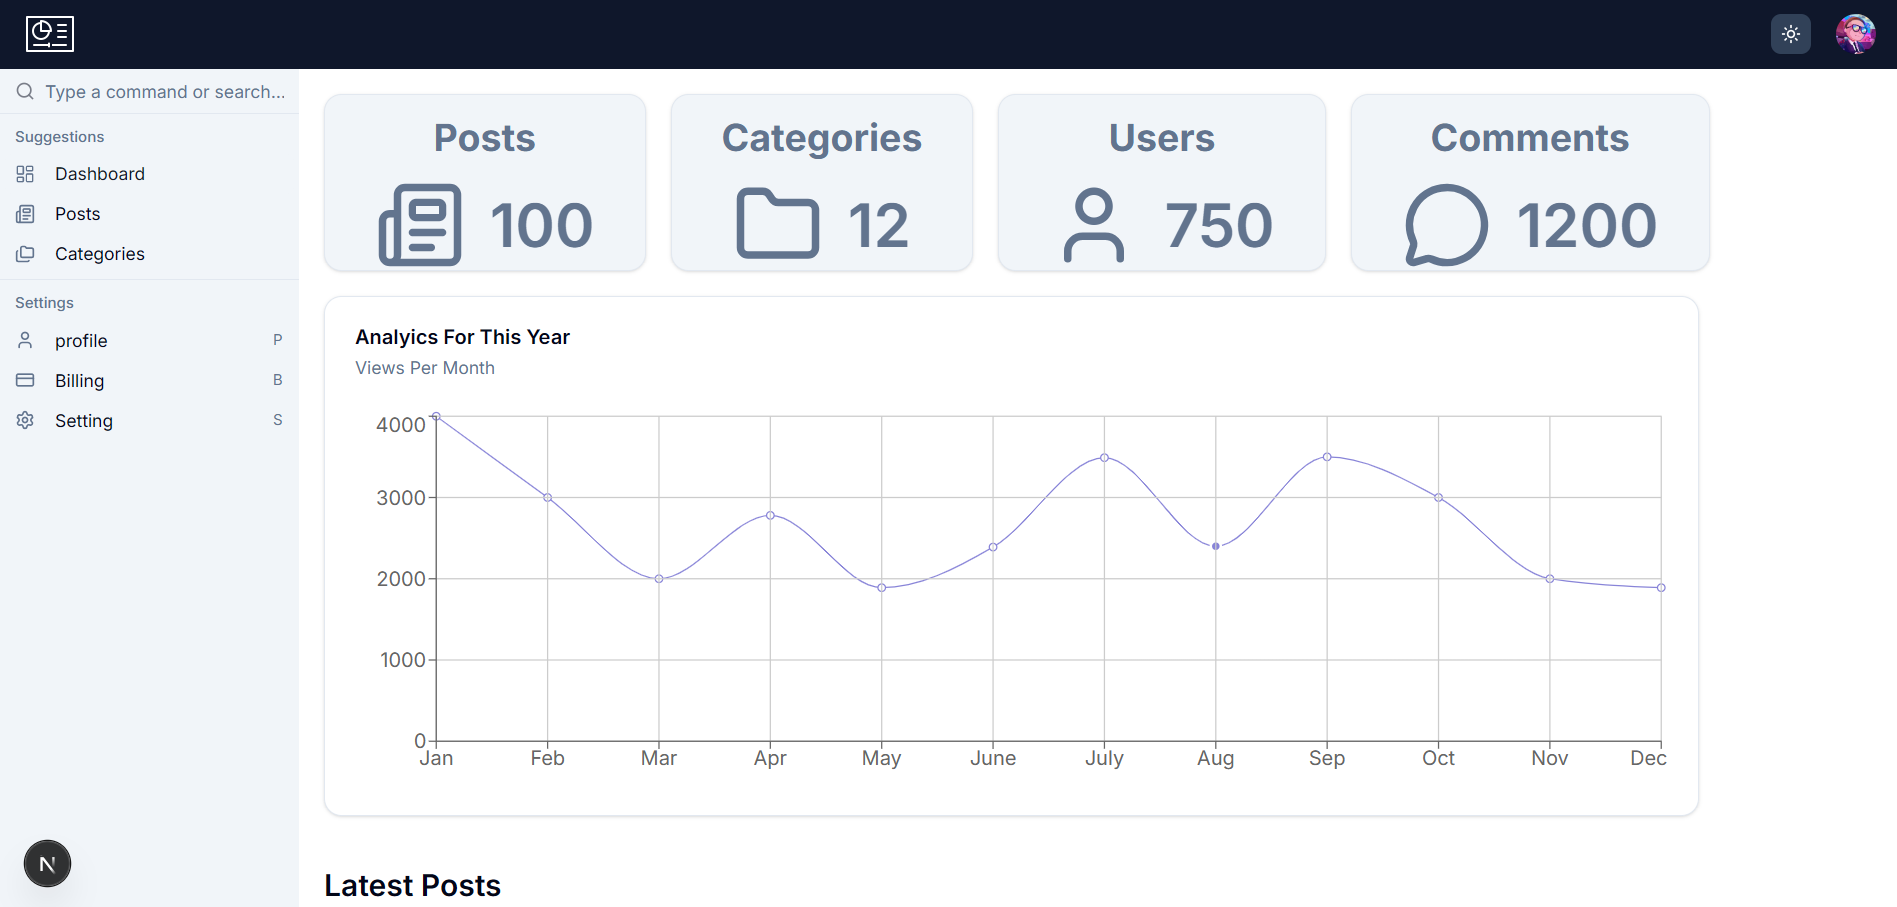 Type a command or search...
Suggestions
Dashboard
Posts
Categories
Settings
profile P
Billing B
Setting S
N
Posts
100
Categories
12
Users
750
Comments
1200
Analyics For This Year
Views Per Month
4000
3000
2000
1000
0
Jan Feb Mar Apr May June July Aug Sep Oct Nov Dec
Latest Posts